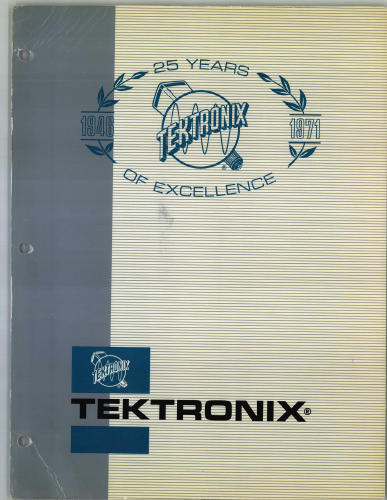 25 YEARS
1946 TEKTRONIX ® 1971
OF EXCELLENCE
TEKTRONIX
TEKTRONIX®